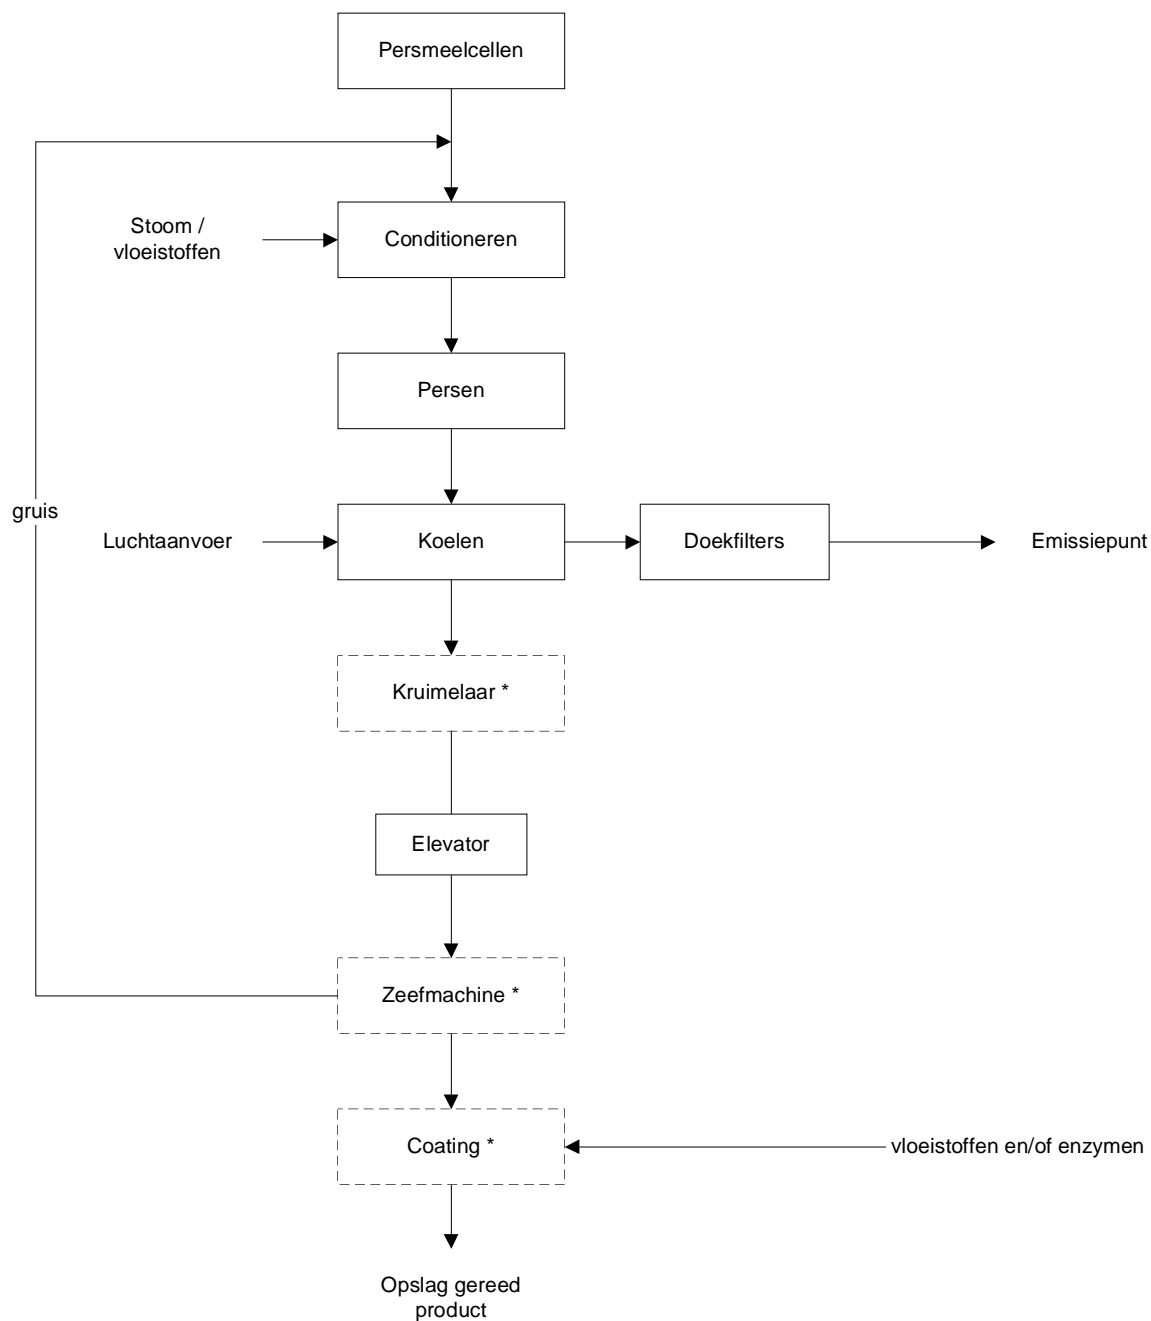 Persmeelcellen
Stoom /
vloeistoffen
Conditioneren
Persen
gruis
Luchtaanvoer
Koelen
Doekfilters
Emissiepunt
Kruimelaar *
Elevator
Zeefmachine *
Coating *
vloeistoffen en/of enzymen
Opslag gereed
product